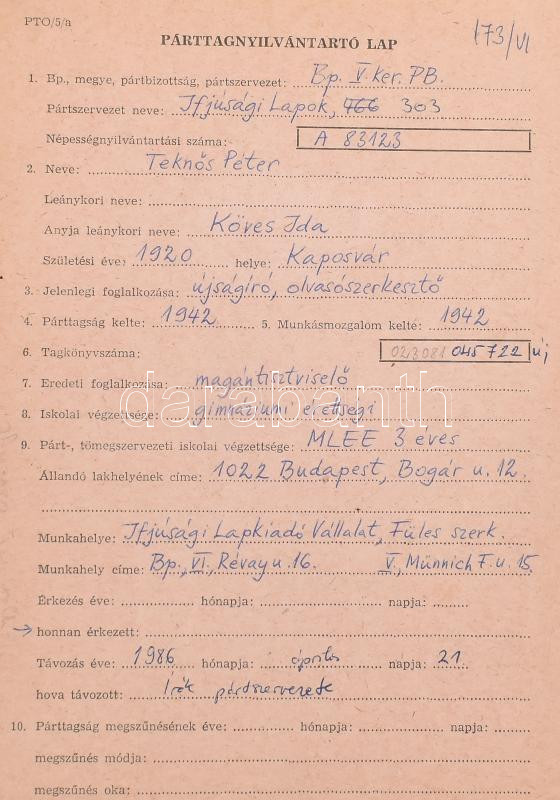 PTO/5/a
173/VI
PÁRTTAGNYILVÁNTARTÓ LAP
1. Bp., megye, pártbizottság, pártszervezet: Bp. V. ker. PB.
Pártszervezet neve: Ifjúsági Lapok, 466 303
Népességnyilvántartási száma: A 83123
2. Neve: Teknős Péter
Leánykori neve:
Anyja leánykori neve: Köves Ida
Születési éve: 1920 helye: Kaposvár
3. Jelenlegi foglalkozása: újságíró, olvasószerkesztő
4. Párttagság kelte: 1942 5. Munkásmozgalom kelte: 1942
6. Tagkönyvszáma: 023081 045722 új
7. Eredeti foglalkozása: magántisztviselő
8. Iskolai végzettsége: gimnáziumi érettségi
darabanth
9. Párt-, tömegszervezeti iskolai végzettsége: MLEE 3 éves
Állandó lakhelyének címe: 1022 Budapest, Bogár u. 12.
Munkahelye: Ifjúsági Lapkiadó Vállalat, Füles szerk.
Munkahely címe: Bp., VI., Révay u. 16. V., Münnich F. u. 15.
Érkezés éve: hónapja: napja:
→ honnan érkezett:
Távozás éve: 1986 hónapja: április napja: 21.
hova távozott: Írók pártszervezete
10. Párttagság megszűnésének éve: hónapja: napja:
megszűnés módja:
megszűnés oka: